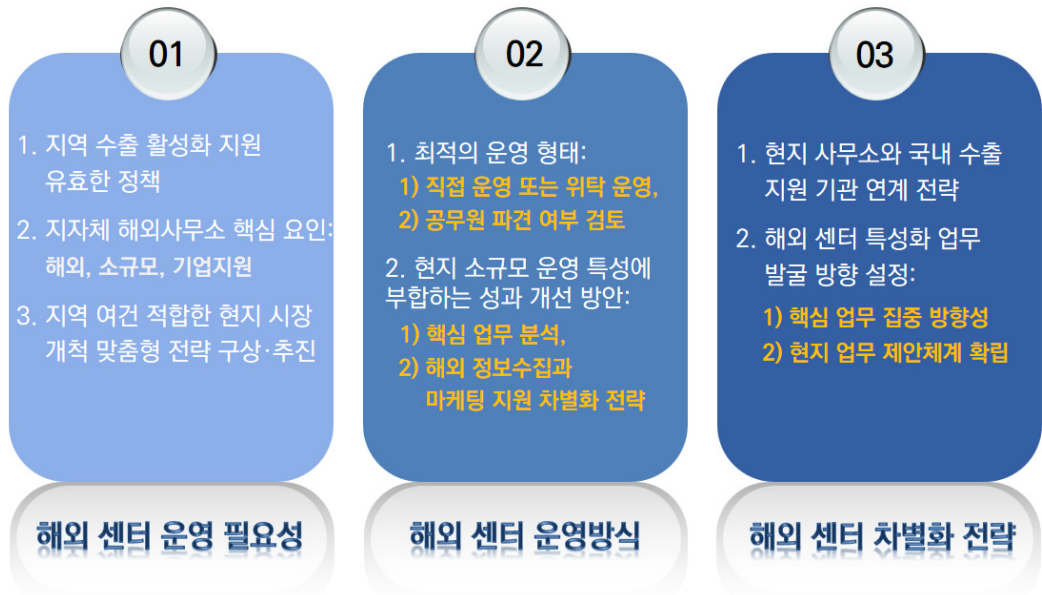 01
1. 지역 수출 활성화 지원
유효한 정책
2. 지자체 해외사무소 핵심 요인:
해외, 소규모, 기업지원
3. 지역 여건 적합한 현지 시장
개척 맞춤형 전략 구상·추진
해외 센터 운영 필요성
02
1. 최적의 운영 형태:
1) 직접 운영 또는 위탁 운영,
2) 공무원 파견 여부 검토
2. 현지 소규모 운영 특성에
부합하는 성과 개선 방안:
1) 핵심 업무 분석,
2) 해외 정보수집과
마케팅 지원 차별화 전략
해외 센터 운영방식
03
1. 현지 사무소와 국내 수출
지원 기관 연계 전략
2. 해외 센터 특성화 업무
발굴 방향 설정:
1) 핵심 업무 집중 방향성
2) 현지 업무 제안체계 확립
해외 센터 차별화 전략